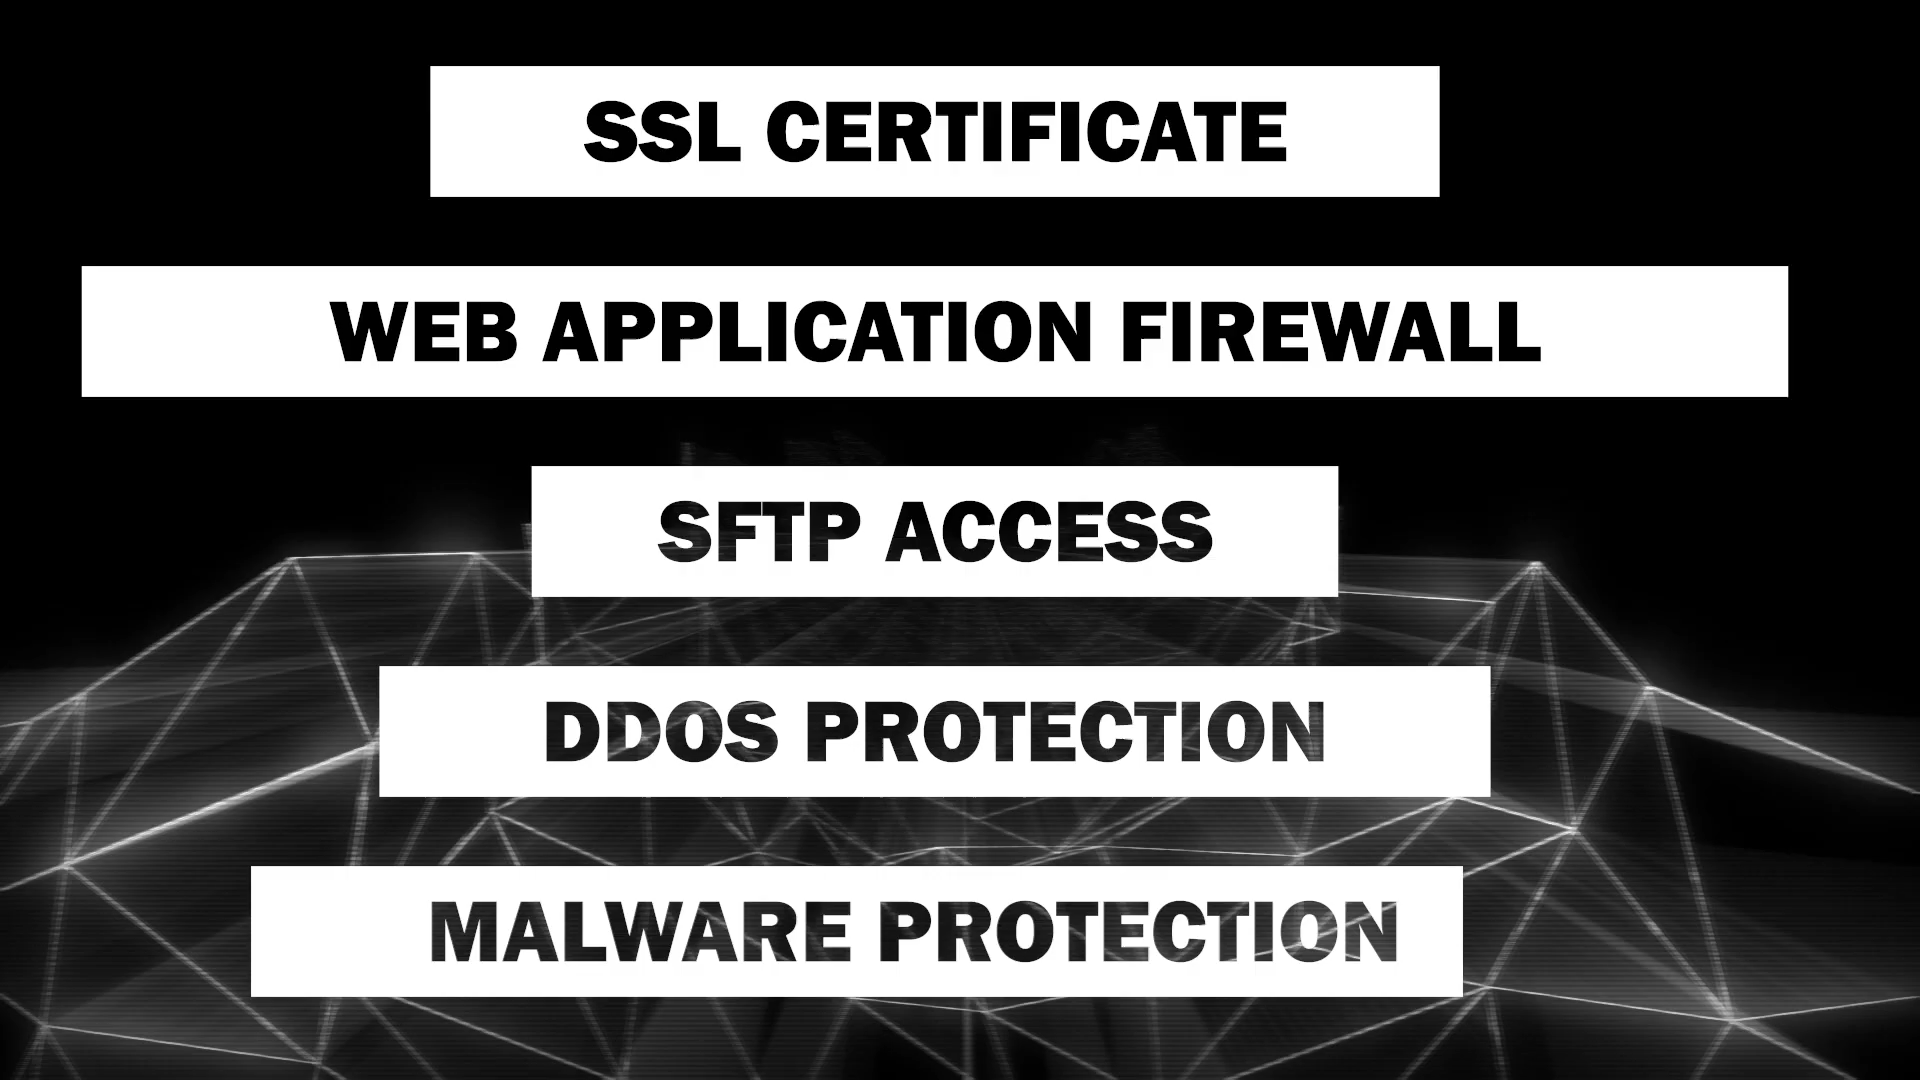 SSL CERTIFICATE
WEB APPLICATION FIREWALL
SFTP ACCESS
DDOS PROTECTION
MALWARE PROTECTION